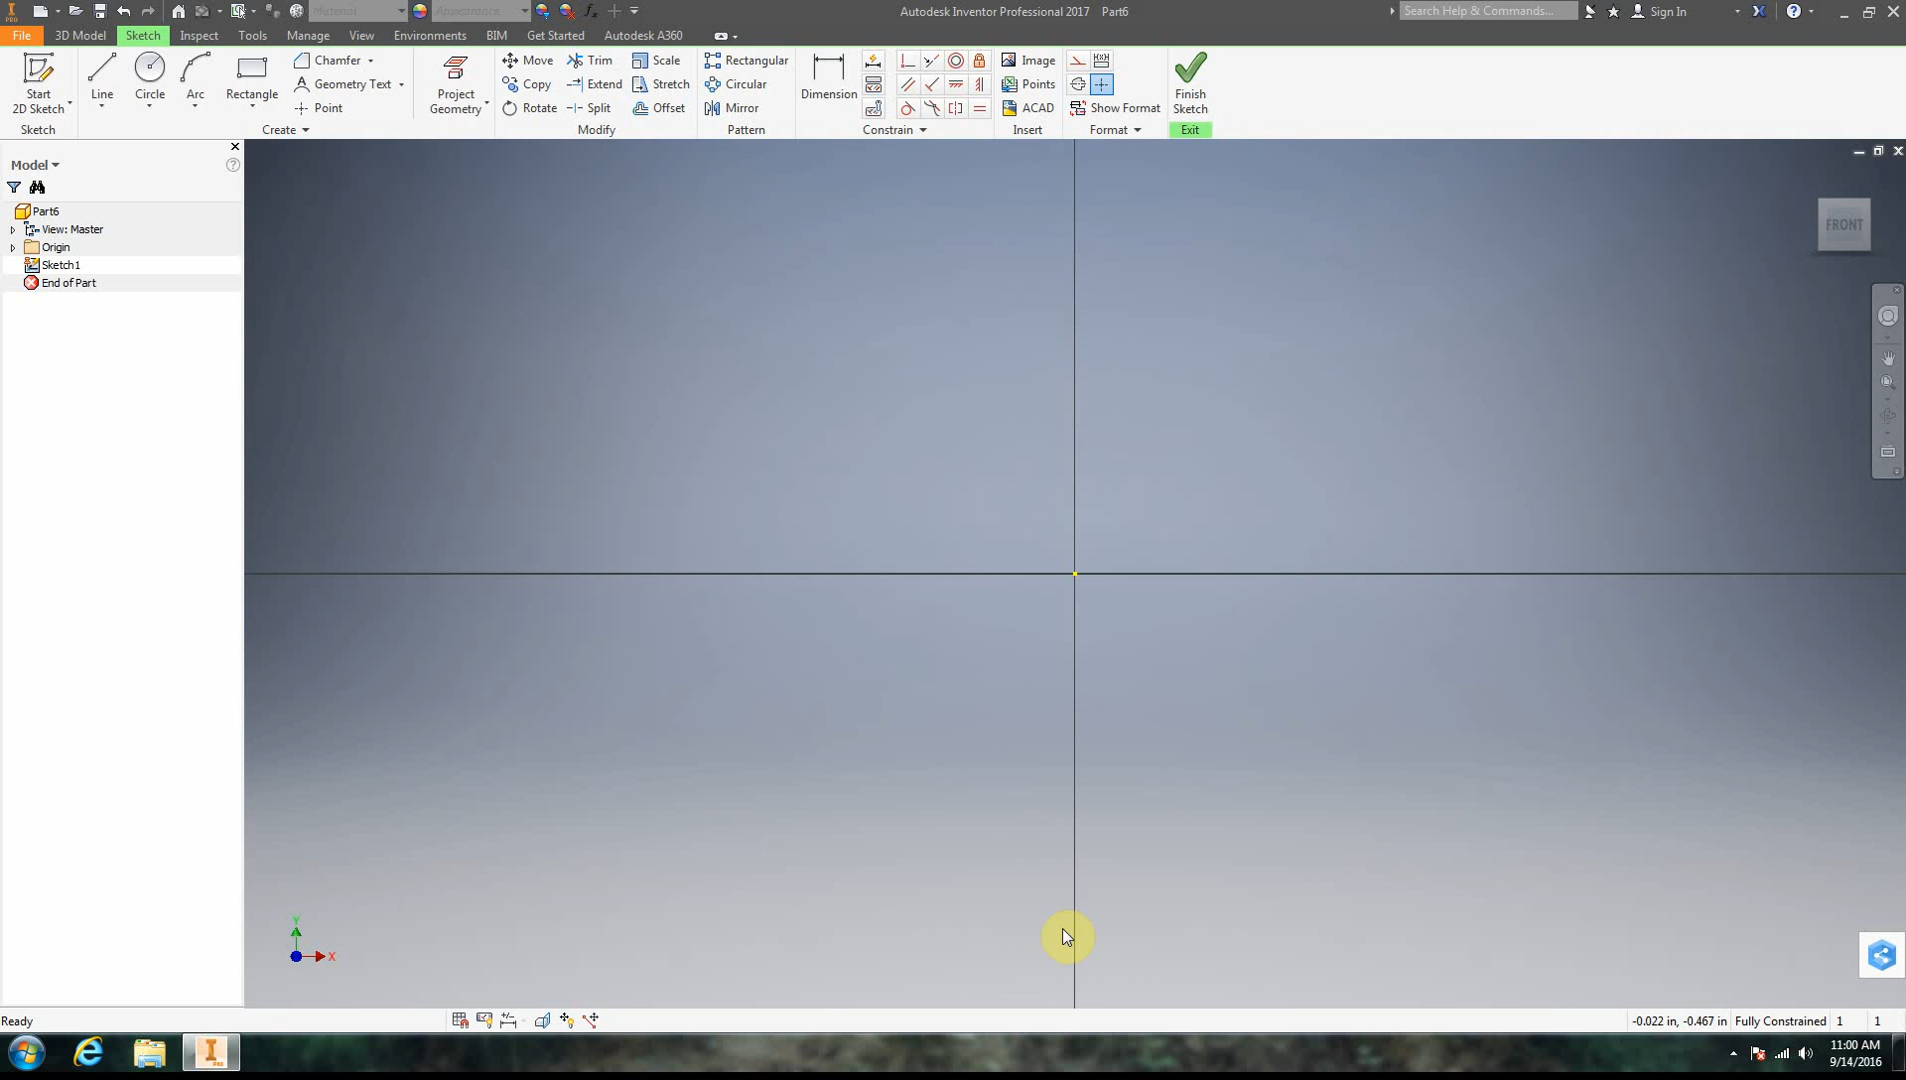 Material
Appearance
Autodesk Inventor Professional 2017 Part6
Search Help & Commands...
Sign In
PRO
File
3D Model
Sketch
Inspect
Tools
Manage
View
Environments
BIM
Get Started
Autodesk A360
Start
2D Sketch
Line
Circle
Arc
Rectangle
Chamfer
Geometry Text
Point
Project
Geometry
Move
Copy
Rotate
Trim
Extend
Split
Scale
Stretch
Offset
Rectangular
Circular
Mirror
Dimension
Image
Points
ACAD
Show Format
Finish
Sketch
Sketch
Create
Modify
Pattern
Constrain
Insert
Format
Exit
Model
Part6
View: Master
Origin
Sketch1
End of Part
FRONT
Y
X
Ready
-0.022 in, -0.467 in Fully Constrained 1 1
11:00 AM
9/14/2016